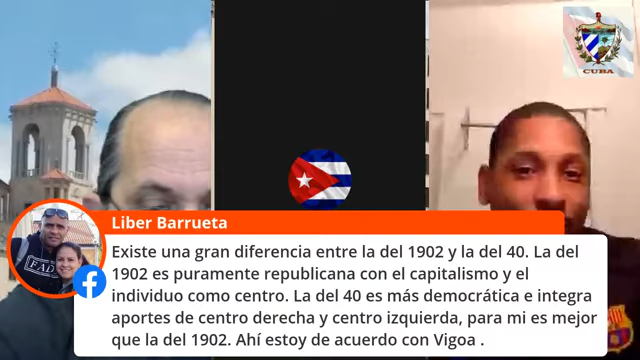 CUBA
Liber Barrueta
Existe una gran diferencia entre la del 1902 y la del 40. La del
1902 es puramente republicana con el capitalismo y el
individuo como centro. La del 40 es más democrática e integra
aportes de centro derecha y centro izquierda, para mi es mejor
que la del 1902. Ahí estoy de acuerdo con Vigoa .
FAD